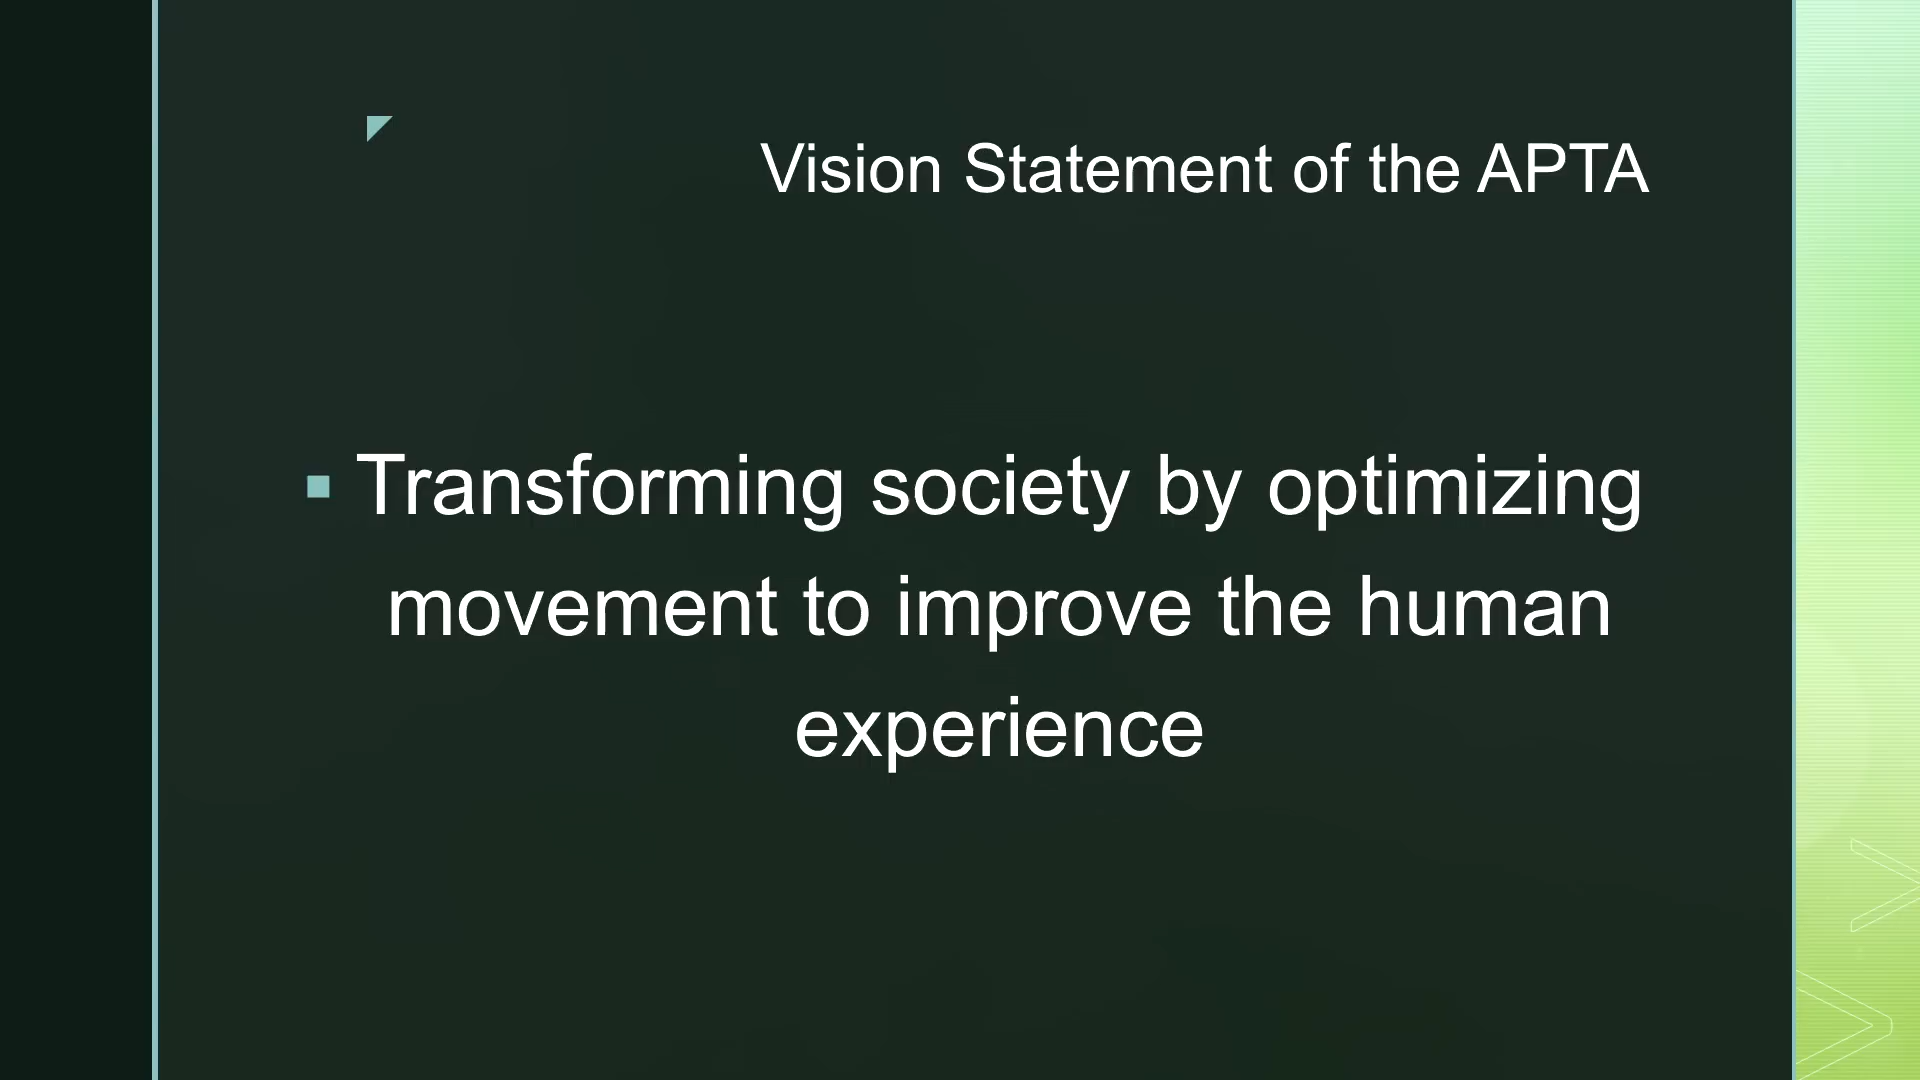 Vision Statement of the APTA
Transforming society by optimizing
movement to improve the human
experience